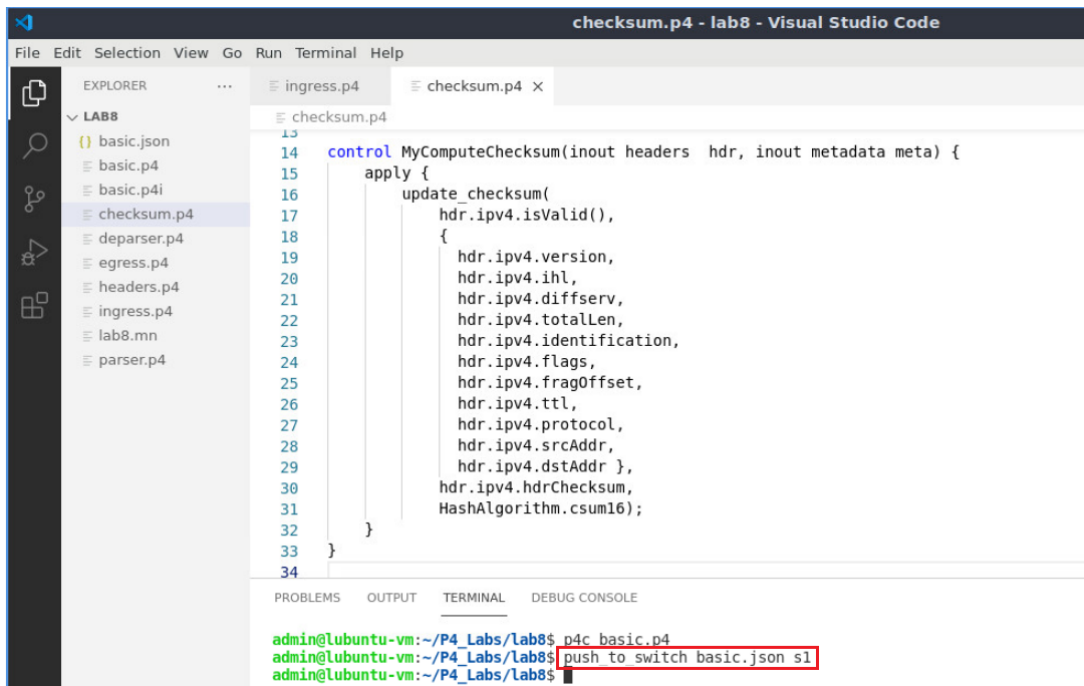 checksum.p4 - lab8 - Visual Studio Code
File Edit Selection View Go Run Terminal Help
EXPLORER ...
LAB8
{} basic.json
basic.p4
basic.p4i
checksum.p4
deparser.p4
egress.p4
headers.p4
ingress.p4
lab8.mn
parser.p4
ingress.p4 checksum.p4 ×
checksum.p4
13
14 control MyComputeChecksum(inout headers  hdr, inout metadata meta) {
15 apply {
16 update_checksum(
17 hdr.ipv4.isValid(),
18 {
19 hdr.ipv4.version,
20 hdr.ipv4.ihl,
21 hdr.ipv4.diffserv,
22 hdr.ipv4.totalLen,
23 hdr.ipv4.identification,
24 hdr.ipv4.flags,
25 hdr.ipv4.fragOffset,
26 hdr.ipv4.ttl,
27 hdr.ipv4.protocol,
28 hdr.ipv4.srcAddr,
29 hdr.ipv4.dstAddr },
30 hdr.ipv4.hdrChecksum,
31 HashAlgorithm.csum16);
32 }
33 }
34
PROBLEMS OUTPUT TERMINAL DEBUG CONSOLE
admin@lubuntu-vm:~/P4_Labs/lab8$ p4c basic.p4
admin@lubuntu-vm:~/P4_Labs/lab8$ push_to_switch basic.json s1
admin@lubuntu-vm:~/P4_Labs/lab8$